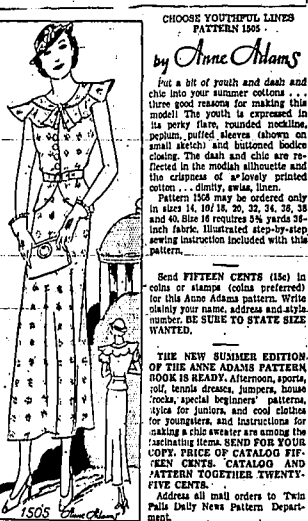 CHOOSE YOUTHFUL LINES
PATTERN 1505
by Anne Adams
Put a bit of youth and dash and
chic into your summer cottons . . .
three good reasons for making this
model! The youth is expressed in
its perky flare, rounded neckline,
peplum, puffed sleeves (shown on
small sketch) and buttoned bodice
closing. The dash and chic are re-
flected in the modish silhouette and
the crispness of a lovely printed
cotton . . . dimity, swiss, linen.
Pattern 1505 may be ordered only
in sizes 14, 16, 18, 20, 32, 34, 36, 38
and 40. Size 16 requires 3⅝ yards 36-
inch fabric. Illustrated step-by-step
sewing instruction included with this
pattern.
Send FIFTEEN CENTS (15c) in
coins or stamps (coins preferred)
for this Anne Adams pattern. Write
plainly your name, address and style
number. BE SURE TO STATE SIZE
WANTED.
THE NEW SUMMER EDITION
OF THE ANNE ADAMS PATTERN
BOOK IS READY. Afternoon, sports,
golf, tennis dresses, jumpers, house
frocks, special beginners' patterns,
styles for juniors, and cool clothes
for youngsters, and instructions for
making a chic sweater are among the
fascinating items. SEND FOR YOUR
COPY. PRICE OF CATALOG FIF-
TEEN CENTS. CATALOG AND
PATTERN TOGETHER TWENTY-
FIVE CENTS.
Address all mail orders to Twin
Falls Daily News Pattern Depart-
ment.
1505 Anne Adams